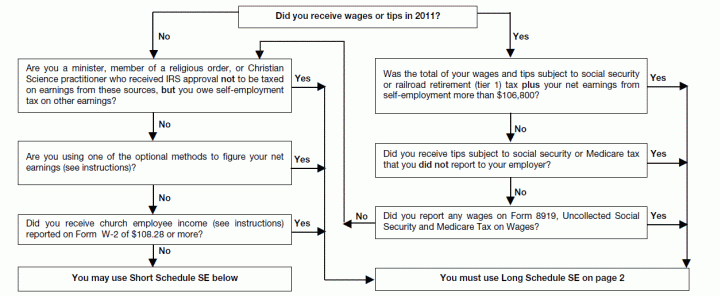 Did you receive wages or tips in 2011?
No
Yes
Are you a minister, member of a religious order, or Christian
Science practitioner who received IRS approval not to be taxed
on earnings from these sources, but you owe self-employment
tax on other earnings?
Yes
Was the total of your wages and tips subject to social security
or railroad retirement (tier 1) tax plus your net earnings from
self-employment more than $106,800?
Yes
No
No
Are you using one of the optional methods to figure your net
earnings (see instructions)?
Yes
Did you receive tips subject to social security or Medicare tax
that you did not report to your employer?
Yes
No
No
Did you receive church employee income (see instructions)
reported on Form W-2 of $108.28 or more?
Yes
No
Did you report any wages on Form 8919, Uncollected Social
Security and Medicare Tax on Wages?
Yes
No
You may use Short Schedule SE below
You must use Long Schedule SE on page 2